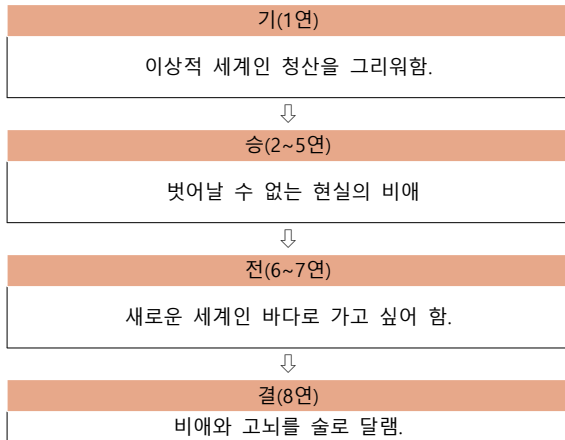 기(1연)
이상적 세계인 청산을 그리워함.
⇩
승(2~5연)
벗어날 수 없는 현실의 비애
⇩
전(6~7연)
새로운 세계인 바다로 가고 싶어 함.
⇩
결(8연)
비애와 고뇌를 술로 달램.